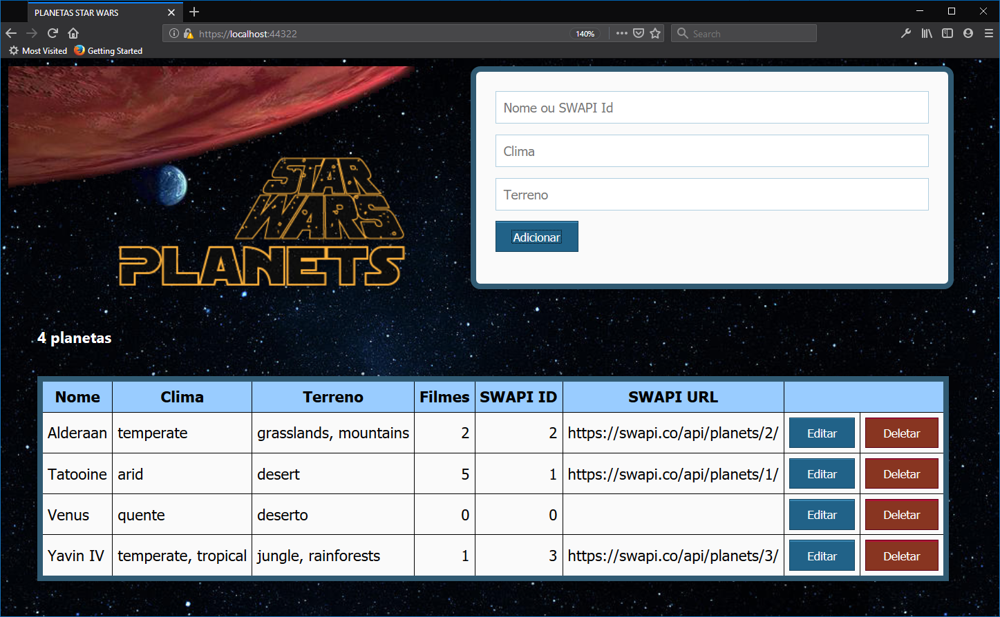 PLANETAS STAR WARS
https://localhost:44322
140%
Search
Most Visited
Getting Started
STAR
WARS
PLANETS
Nome ou SWAPI Id
Clima
Terreno
Adicionar
4 planetas
Nome Clima Terreno Filmes SWAPI ID SWAPI URL
Alderaan temperate grasslands, mountains 2 2 https://swapi.co/api/planets/2/ Editar Deletar
Tatooine arid desert 5 1 https://swapi.co/api/planets/1/ Editar Deletar
Venus quente deserto 0 0 Editar Deletar
Yavin IV temperate, tropical jungle, rainforests 1 3 https://swapi.co/api/planets/3/ Editar Deletar